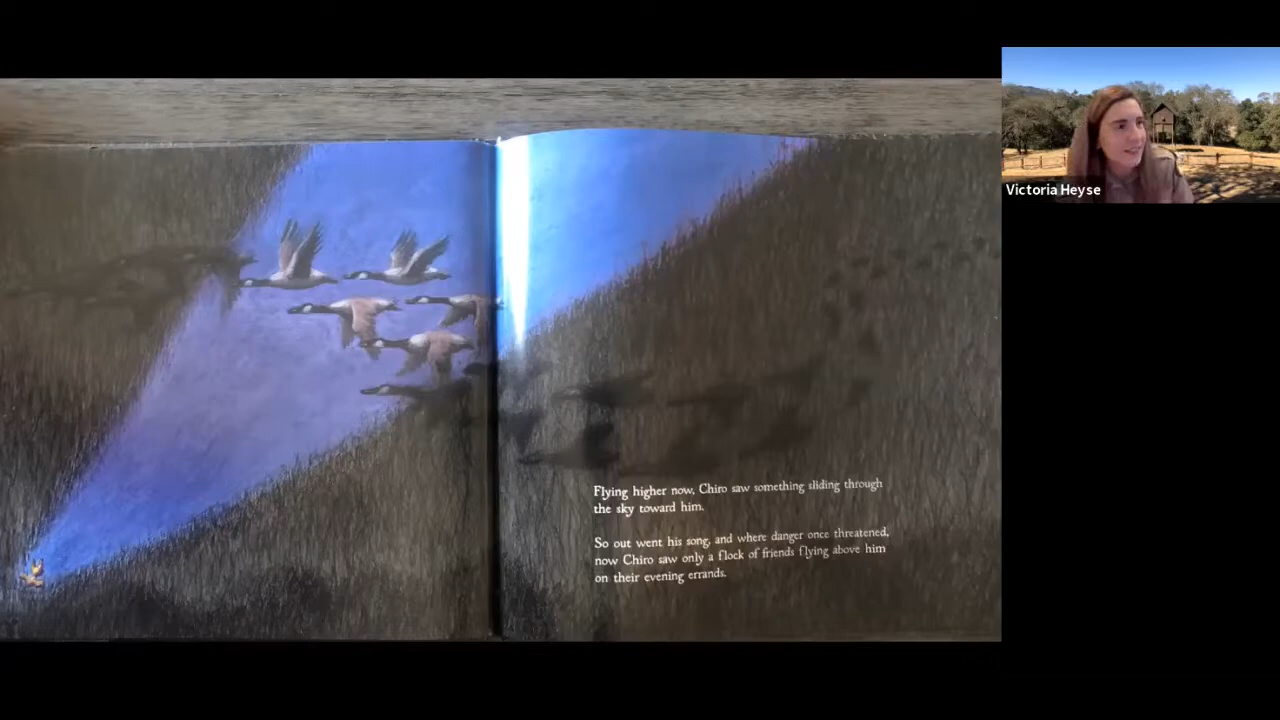 Victoria Heyse
Flying higher now, Chiro saw something sliding through
the sky toward him.
So out went his song, and where danger once threatened,
now Chiro saw only a flock of friends flying above him
on their evening errands.